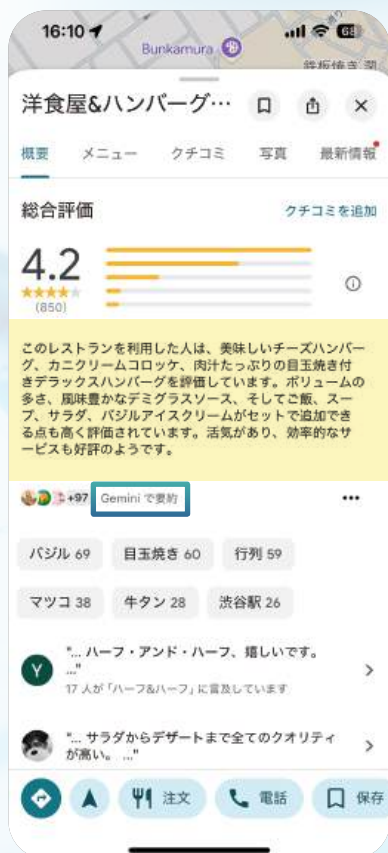 16:10
Bunkamura
鉄板焼き
洋食屋&ハンバーグ…
概要 メニュー クチコミ 写真 最新情報
総合評価 クチコミを追加
4.2
(850)
このレストランを利用した人は、美味しいチーズハンバー
グ、カニクリームコロッケ、肉汁たっぷりの目玉焼き付
きデラックスハンバーグを評価しています。ボリュームの
多さ、風味豊かなデミグラスソース、そしてご飯、スー
プ、サラダ、バジルアイスクリームがセットで追加でき
る点も高く評価されています。活気があり、効率的なサ
ービスも好評のようです。
+97 Gemini で要約
バジル 69 目玉焼き 60 行列 59
マツコ 38 牛タン 28 渋谷駅 26
"... ハーフ・アンド・ハーフ、嬉しいです。
..."
Y
17 人が「ハーフ&ハーフ」に言及しています
"... サラダからデザートまで全てのクオリティ
が高い。 ..."
注文 電話 保存